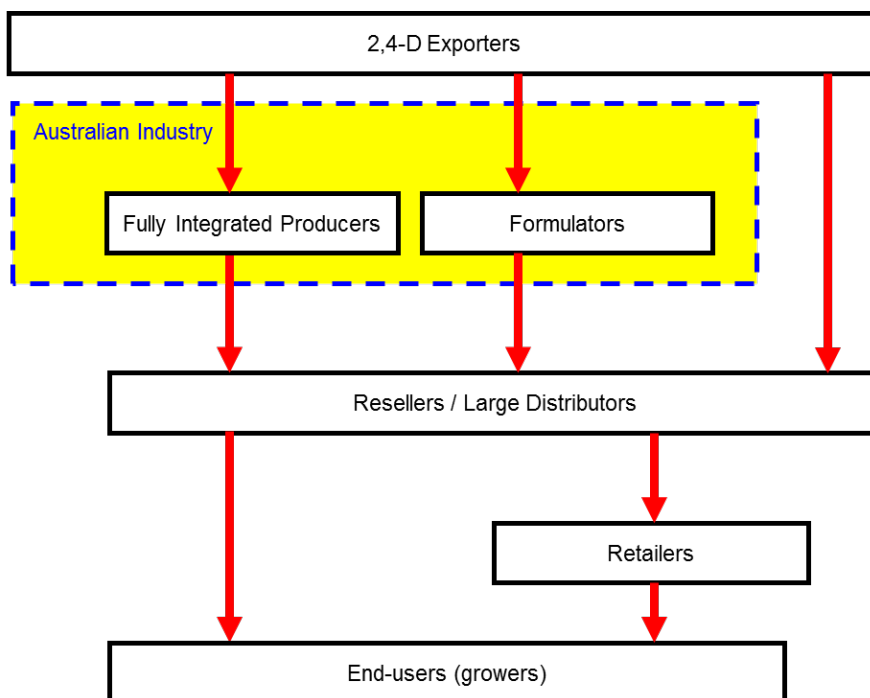 2,4-D Exporters
Australian Industry
Fully Integrated Producers
Formulators
Resellers / Large Distributors
Retailers
End-users (growers)